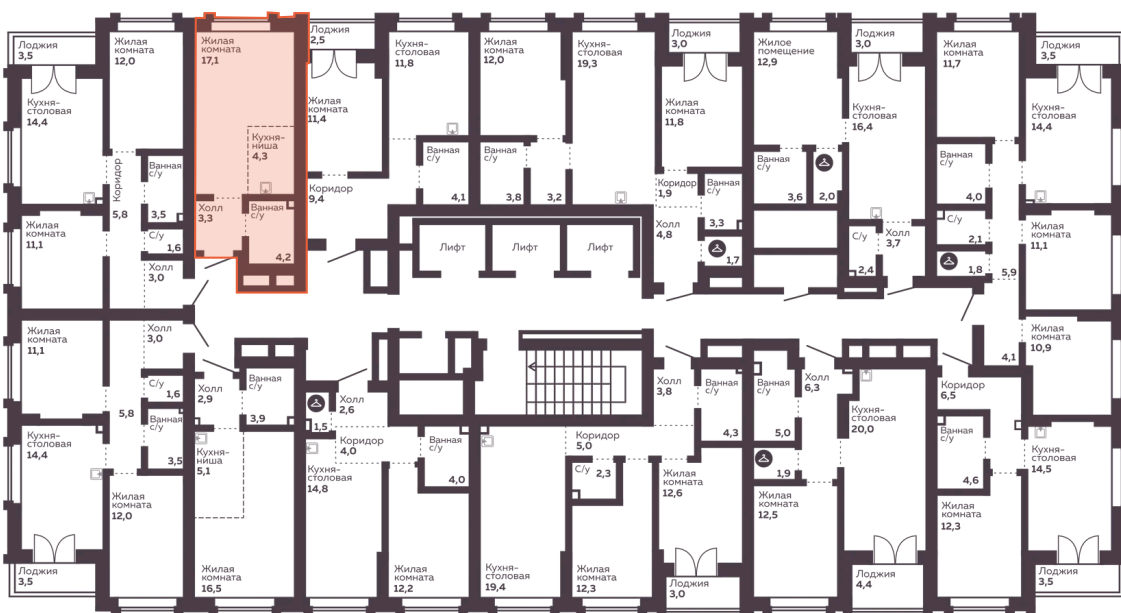 Лоджия
3,5
Жилая
комната
12,0
Жилая
комната
17,1
Лоджия
2,5
Кухня-
столовая
11,8
Жилая
комната
12,0
Кухня-
столовая
19,3
Лоджия
3,0
Жилое
помещение
12,9
Лоджия
3,0
Жилая
комната
11,7
Лоджия
3,5
Кухня-
столовая
14,4
Жилая
комната
11,4
Жилая
комната
11,8
Кухня-
столовая
16,4
Кухня-
столовая
14,4
Кухня-
ниша
4,3
Коридор
5,8
Ванная
с/у
3,5
Холл
3,3
Ванная
с/у
4,2
Коридор
9,4
Ванная
с/у
4,1
Ванная
с/у
3,8
3,2
Коридор
1,9
Ванная
с/у
3,3
Ванная
с/у
3,6
2,0
Ванная
с/у
4,0
Жилая
комната
11,1
С/у
1,6
Холл
3,0
Лифт
Лифт
Лифт
Холл
4,8
1,7
С/у
2,4
Холл
3,7
С/у
2,1
1,8
5,9
Жилая
комната
11,1
Жилая
комната
11,1
Холл
3,0
4,1
Жилая
комната
10,9
С/у
1,6
5,8
Ванная
с/у
3,5
Холл
2,9
Ванная
с/у
3,9
1,5
Холл
2,6
Холл
3,8
Ванная
с/у
4,3
Ванная
с/у
5,0
Холл
6,3
Коридор
6,5
Кухня-
столовая
14,4
Кухня-
ниша
5,1
Коридор
4,0
Ванная
с/у
4,0
Коридор
5,0
С/у
2,3
1,9
Кухня-
столовая
20,0
Ванная
с/у
4,6
Кухня-
столовая
14,5
Жилая
комната
12,0
Кухня-
столовая
14,8
Жилая
комната
12,6
Жилая
комната
12,5
Жилая
комната
12,3
Лоджия
3,5
Жилая
комната
16,5
Жилая
комната
12,2
Кухня-
столовая
19,4
Жилая
комната
12,3
Лоджия
3,0
Лоджия
4,4
Лоджия
3,5